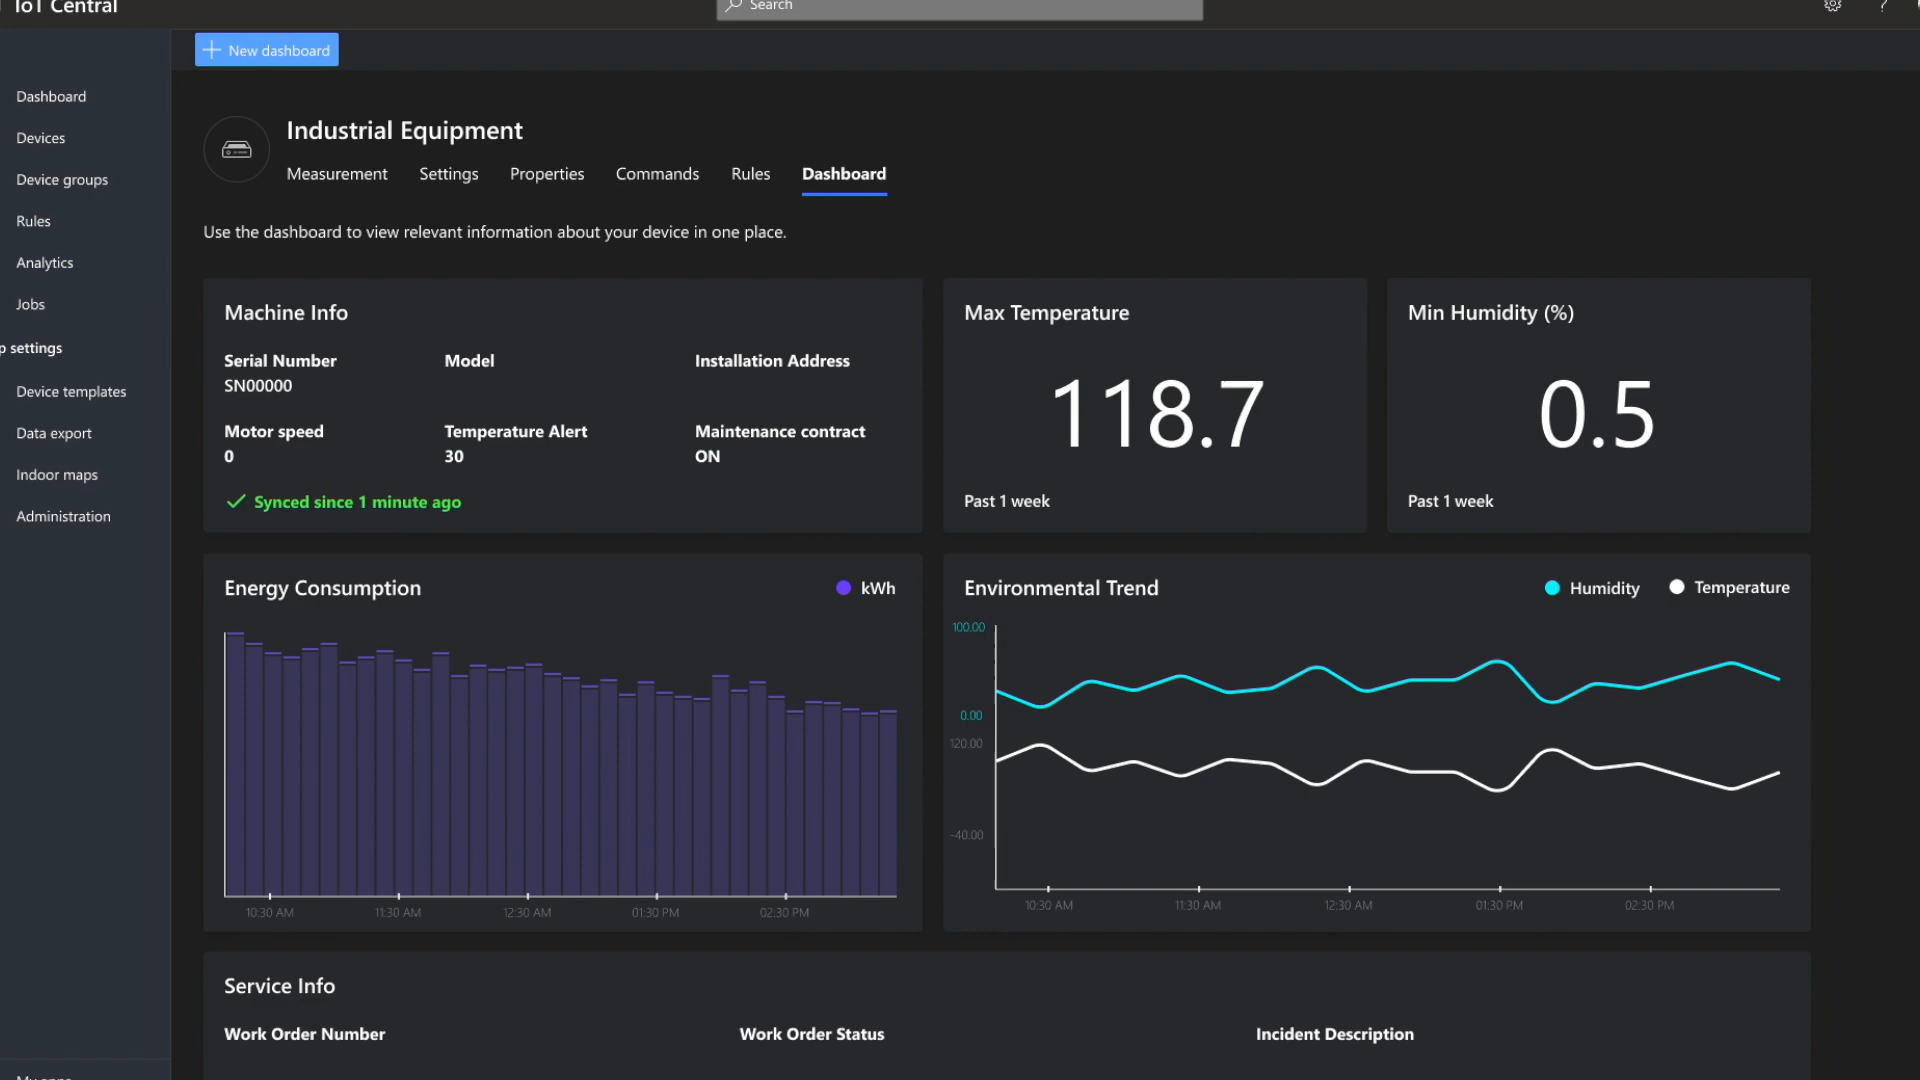 IoT Central
Search
?
New dashboard
Dashboard
Devices
Device groups
Rules
Analytics
Jobs
p settings
Device templates
Data export
Indoor maps
Administration
Industrial Equipment
Measurement Settings Properties Commands Rules Dashboard
Use the dashboard to view relevant information about your device in one place.
Machine Info
Serial Number Model Installation Address
SN00000
Motor speed Temperature Alert Maintenance contract
0 30 ON
Synced since 1 minute ago
Max Temperature
118.7
Past 1 week
Min Humidity (%)
0.5
Past 1 week
Energy Consumption
kWh
10:30 AM 11:30 AM 12:30 AM 01:30 PM 02:30 PM
Environmental Trend
Humidity Temperature
100.00
0.00
120.00
-40.00
10:30 AM 11:30 AM 12:30 AM 01:30 PM 02:30 PM
Service Info
Work Order Number Work Order Status Incident Description